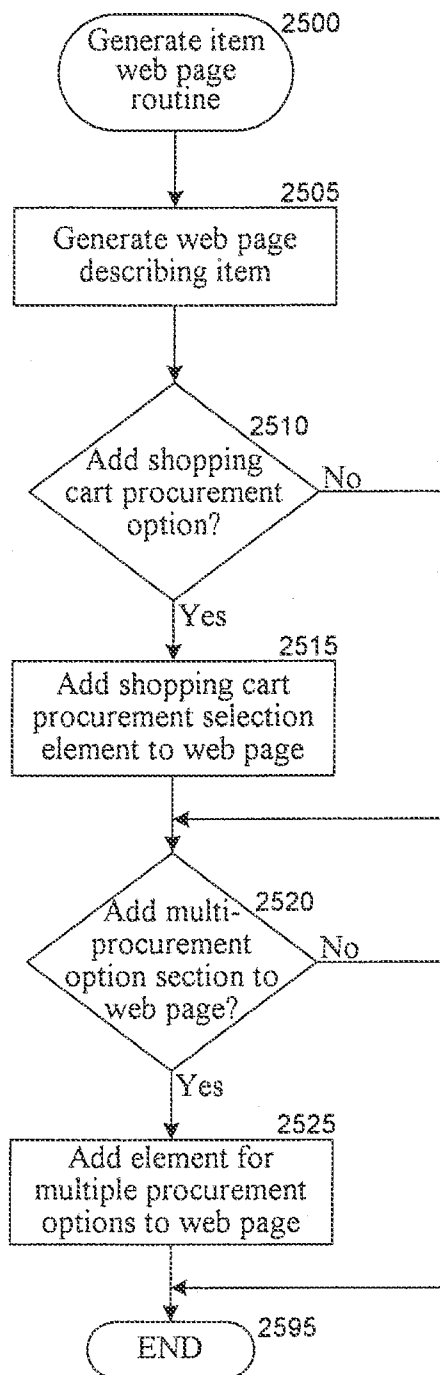 2500
Generate item
web page
routine
2505
Generate web page
describing item
2510
Add shopping
cart procurement
option?
No
Yes
2515
Add shopping cart
procurement selection
element to web page
2520
Add multi-
procurement
option section to
web page?
No
Yes
2525
Add element for
multiple procurement
options to web page
2595
END